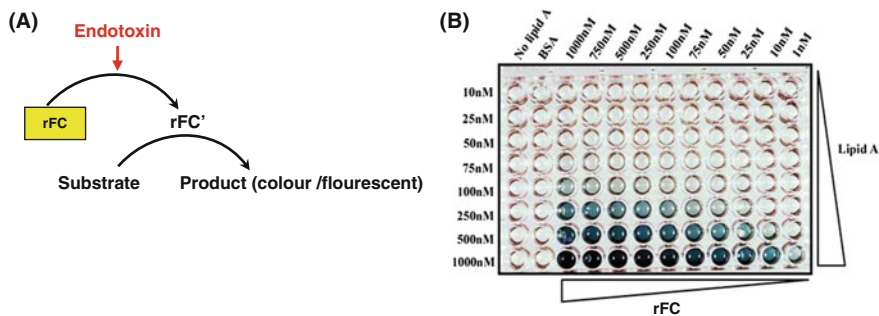 (A)
Endotoxin
rFC
rFC’
Substrate
Product (colour /flourescent)
(B)
No lipid A
BSA
1000nM
750nM
500nM
250nM
100nM
75nM
50nM
25nM
10nM
1nM
10nM
25nM
50nM
75nM
100nM
250nM
500nM
1000nM
Lipid A
rFC